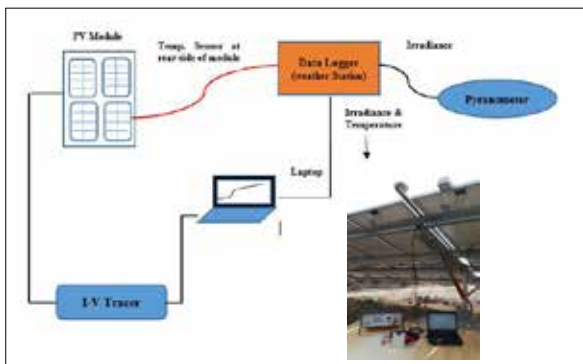 PV Module
Temp. Sensor at
rear side of module
Data Logger
(weather Station)
Irradiance
Pyranometer
Irradiance &
Temperature
Laptop
I-V Tracer